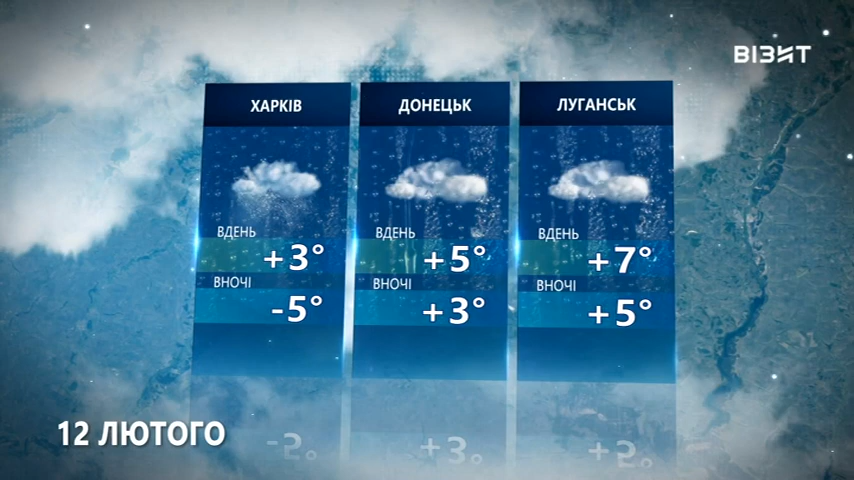 ВІЗИТ
ХАРКІВ
ВДЕНЬ
+3°
ВНОЧІ
-5°
ДОНЕЦЬК
ВДЕНЬ
+5°
ВНОЧІ
+3°
ЛУГАНСЬК
ВДЕНЬ
+7°
ВНОЧІ
+5°
12 ЛЮТОГО